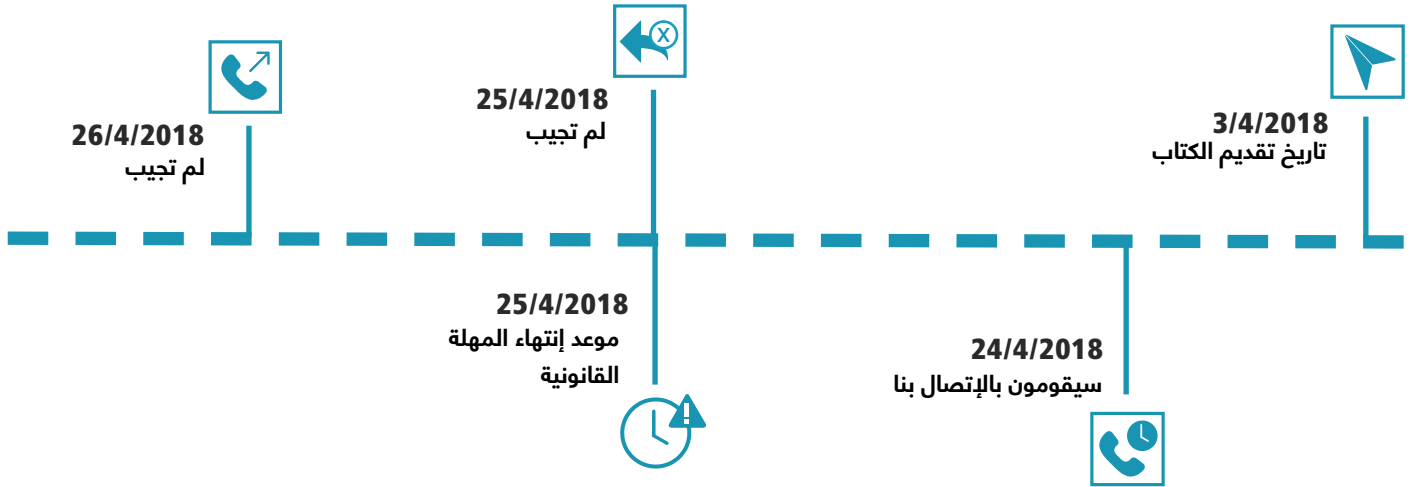 3/4/2018
تاريخ تقديم الكتاب
24/4/2018
سيقومون بالإتصال بنا
25/4/2018
لم تجيب
25/4/2018
موعد إنتهاء المهلة
القانونية
26/4/2018
لم تجيب